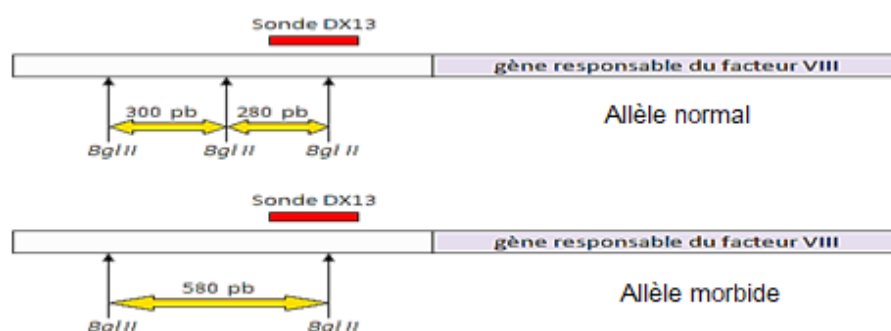 Sonde DX13
gène responsable du facteur VIII
300 pb 280 pb
Allèle normal
Bgl II Bgl II Bgl II
Sonde DX13
gène responsable du facteur VIII
580 pb
Allèle morbide
Bgl II Bgl II